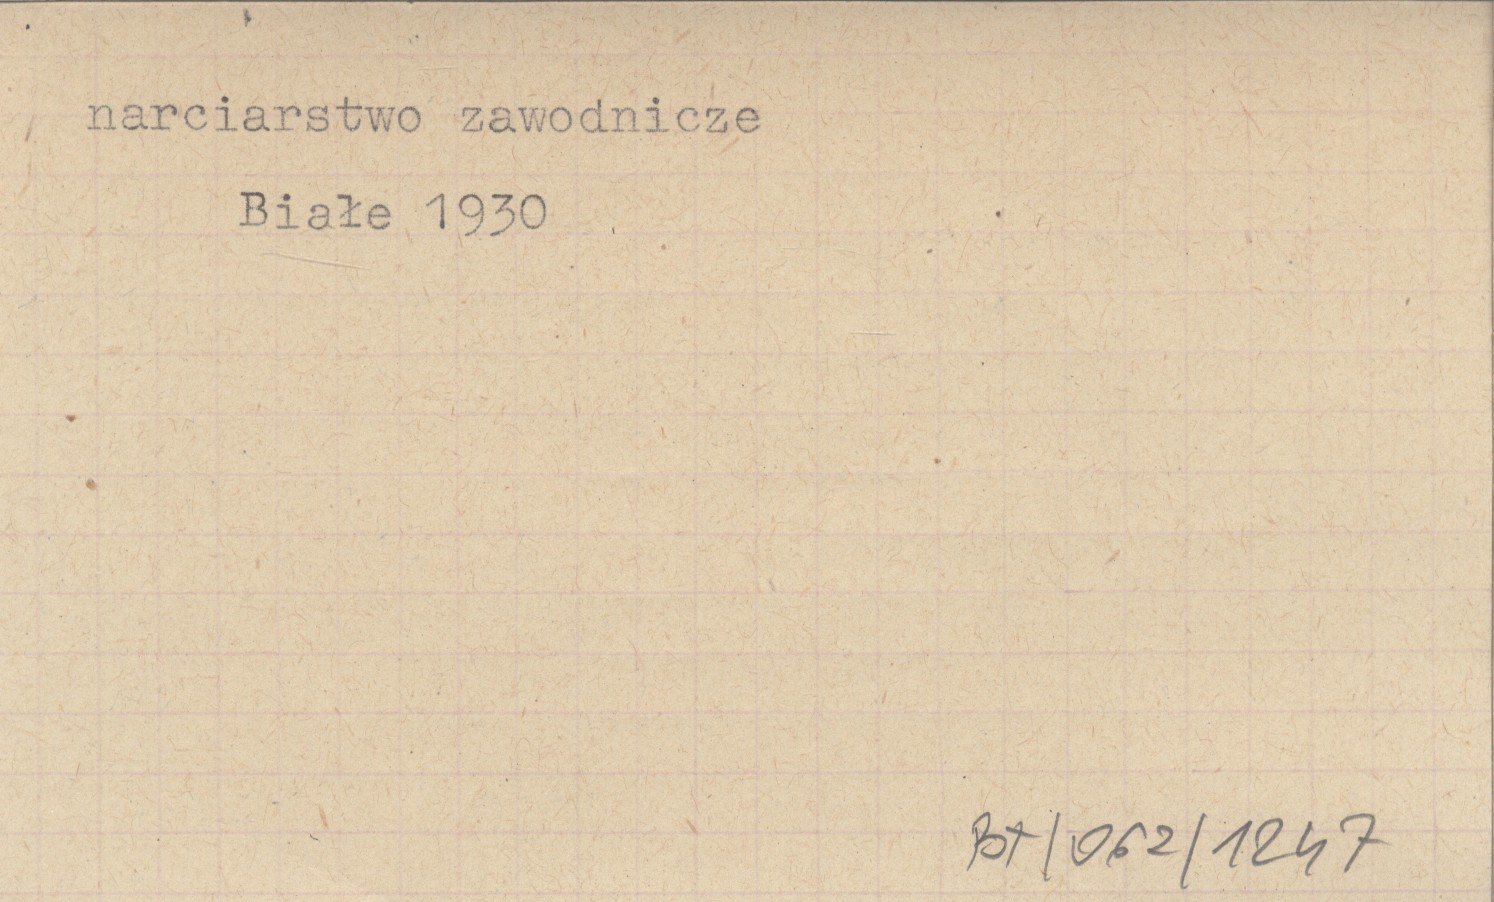 narciarstwo zawodnicze
Białe 1930
Bt/062/1247